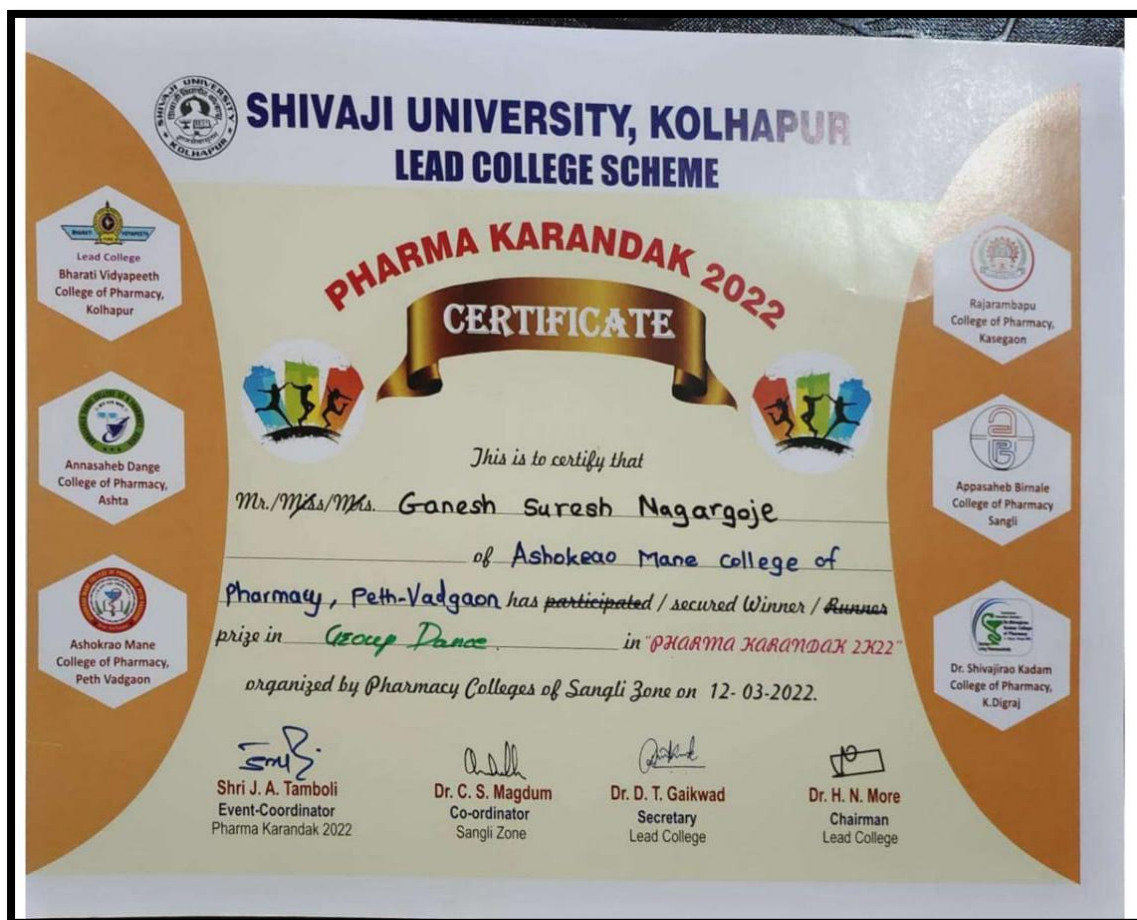 SHIVAJI UNIVERSITY
KOLHAPUR
SHIVAJI UNIVERSITY, KOLHAPUR
LEAD COLLEGE SCHEME
PHARMA KARANDAK 2022
CERTIFICATE
BHARATI VIDYAPEETH
Lead College
Bharati Vidyapeeth
College of Pharmacy,
Kolhapur
Annasaheb Dange
College of Pharmacy,
Ashta
Ashokrao Mane
College of Pharmacy,
Peth Vadgaon
Rajarambapu
College of Pharmacy,
Kasegaon
Appasaheb Birnale
College of Pharmacy
Sangli
Dr. Shivajirao Kadam
College of Pharmacy,
K.Digraj
This is to certify that
Mr./Miss/Mrs. Ganesh Suresh Nagargoje
of Ashokeao Mane college of
Pharmacy, Peth-Vadgaon has participated / secured Winner / Runner
prize in Group Dance. in "PHARMA KARANDAK 2K22"
organized by Pharmacy Colleges of Sangli Zone on 12- 03-2022.
Shri J. A. Tamboli
Event-Coordinator
Pharma Karandak 2022
Dr. C. S. Magdum
Co-ordinator
Sangli Zone
Dr. D. T. Gaikwad
Secretary
Lead College
Dr. H. N. More
Chairman
Lead College